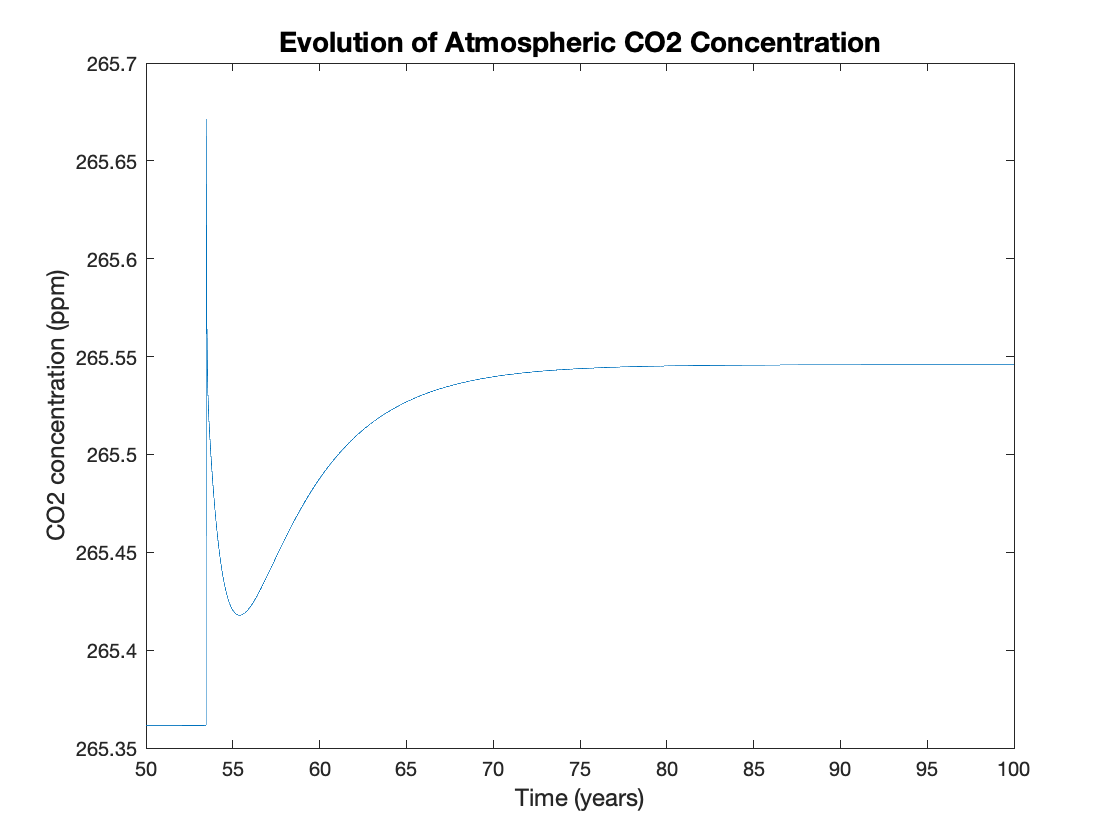 Evolution of Atmospheric CO2 Concentration
265.7
265.65
265.6
265.55
265.5
265.45
265.4
265.35
CO2 concentration (ppm)
50 55 60 65 70 75 80 85 90 95 100
Time (years)